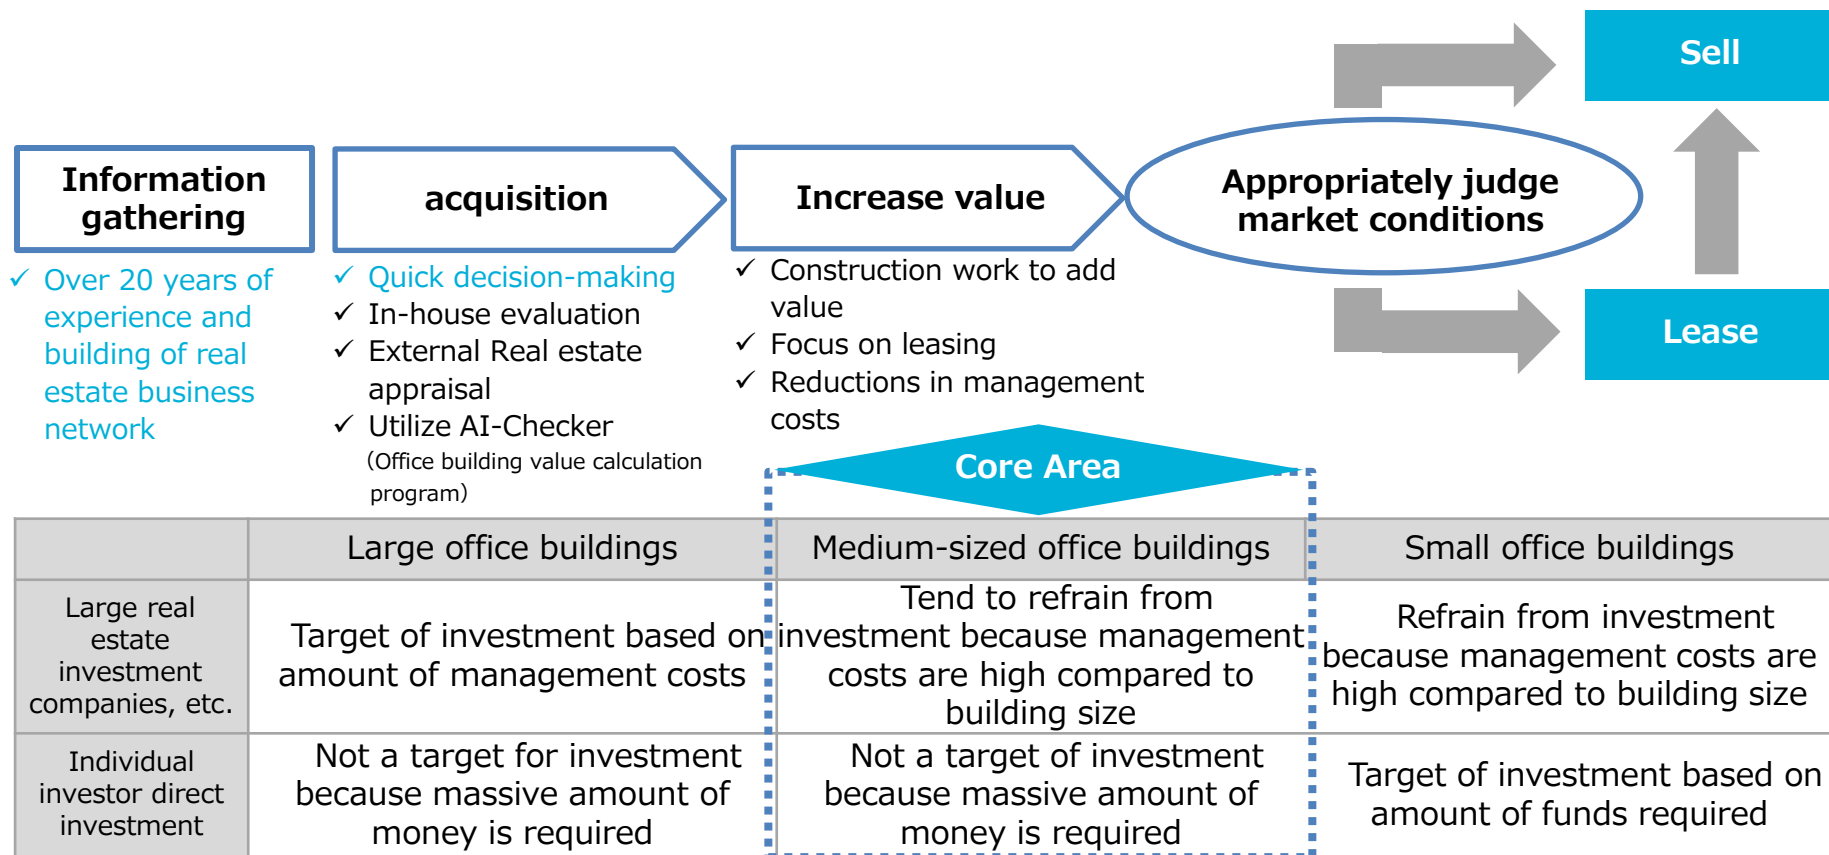 Sell
Information
gathering
acquisition
Increase value
Appropriately judge
market conditions
Lease
✓ Over 20 years of
experience and
building of real
estate business
network
✓ Quick decision-making
✓ In-house evaluation
✓ External Real estate
appraisal
✓ Utilize AI-Checker
(Office building value calculation
program)
✓ Construction work to add
value
✓ Focus on leasing
✓ Reductions in management
costs
Core Area
Large office buildings
Medium-sized office buildings
Small office buildings
Large real
estate
investment
companies, etc.
Target of investment based on
amount of management costs
Tend to refrain from
investment because management
costs are high compared to
building size
Refrain from investment
because management costs are
high compared to building size
Individual
investor direct
investment
Not a target for investment
because massive amount of
money is required
Not a target of investment
because massive amount of
money is required
Target of investment based on
amount of funds required